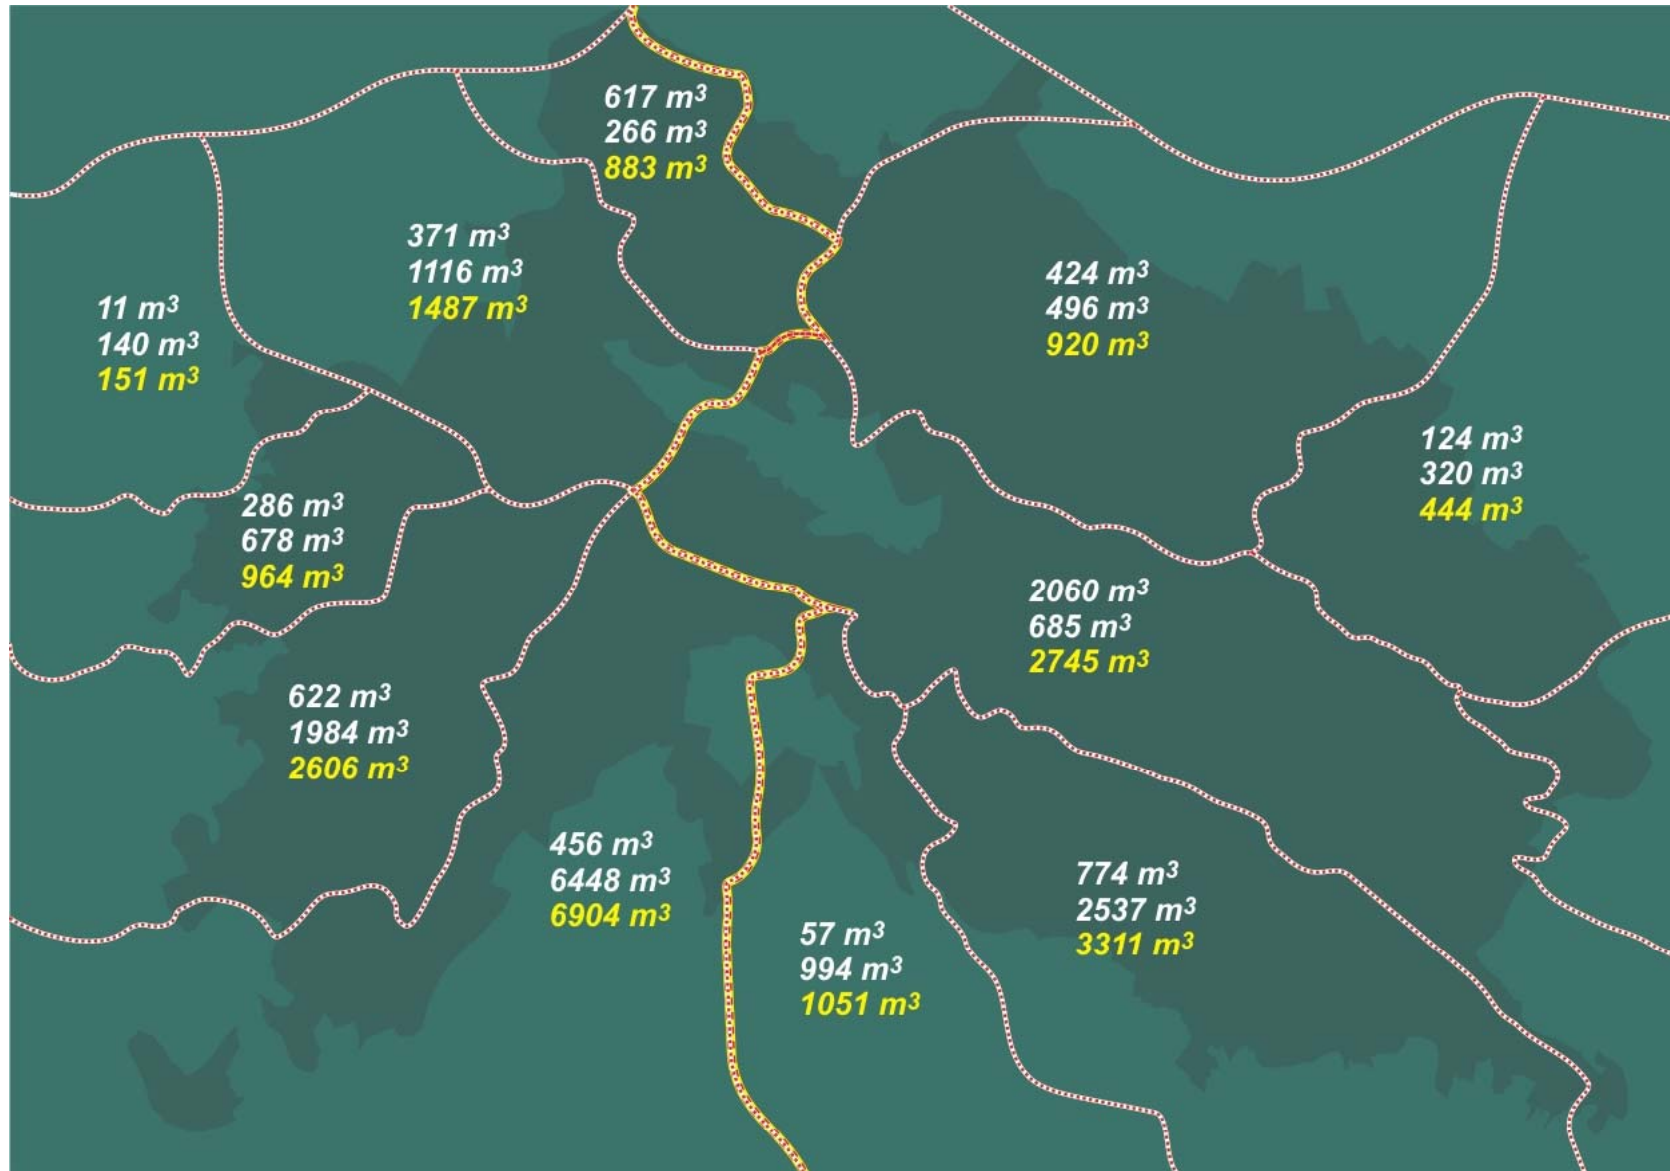 617 m³
266 m³
883 m³
371 m³
1116 m³
1487 m³
424 m³
496 m³
920 m³
11 m³
140 m³
151 m³
124 m³
320 m³
444 m³
286 m³
678 m³
964 m³
2060 m³
685 m³
2745 m³
622 m³
1984 m³
2606 m³
456 m³
6448 m³
6904 m³
774 m³
2537 m³
3311 m³
57 m³
994 m³
1051 m³